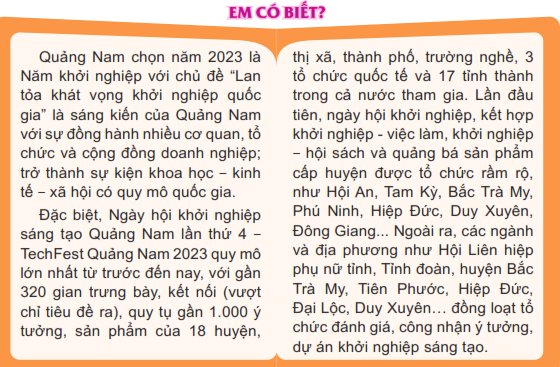 EM CÓ BIẾT?
Quảng Nam chọn năm 2023 là
Năm khởi nghiệp với chủ đề “Lan
tỏa khát vọng khởi nghiệp quốc
gia” là sáng kiến của Quảng Nam
với sự đồng hành nhiều cơ quan, tổ
chức và cộng đồng doanh nghiệp;
trở thành sự kiện khoa học – kinh
tế – xã hội có quy mô quốc gia.
Đặc biệt, Ngày hội khởi nghiệp
sáng tạo Quảng Nam lần thứ 4 –
TechFest Quảng Nam 2023 quy mô
lớn nhất từ trước đến nay, với gần
320 gian trưng bày, kết nối (vượt
chỉ tiêu đề ra), quy tụ gần 1.000 ý
tưởng, sản phẩm của 18 huyện,
thị xã, thành phố, trường nghề, 3
tổ chức quốc tế và 17 tỉnh thành
trong cả nước tham gia. Lần đầu
tiên, ngày hội khởi nghiệp, kết hợp
khởi nghiệp - việc làm, khởi nghiệp
– hội sách và quảng bá sản phẩm
cấp huyện được tổ chức rầm rộ,
như Hội An, Tam Kỳ, Bắc Trà My,
Phú Ninh, Hiệp Đức, Duy Xuyên,
Đông Giang... Ngoài ra, các ngành
và địa phương như Hội Liên hiệp
phụ nữ tỉnh, Tỉnh đoàn, huyện Bắc
Trà My, Tiên Phước, Hiệp Đức,
Đại Lộc, Duy Xuyên… đồng loạt tổ
chức đánh giá, công nhận ý tưởng,
dự án khởi nghiệp sáng tạo.